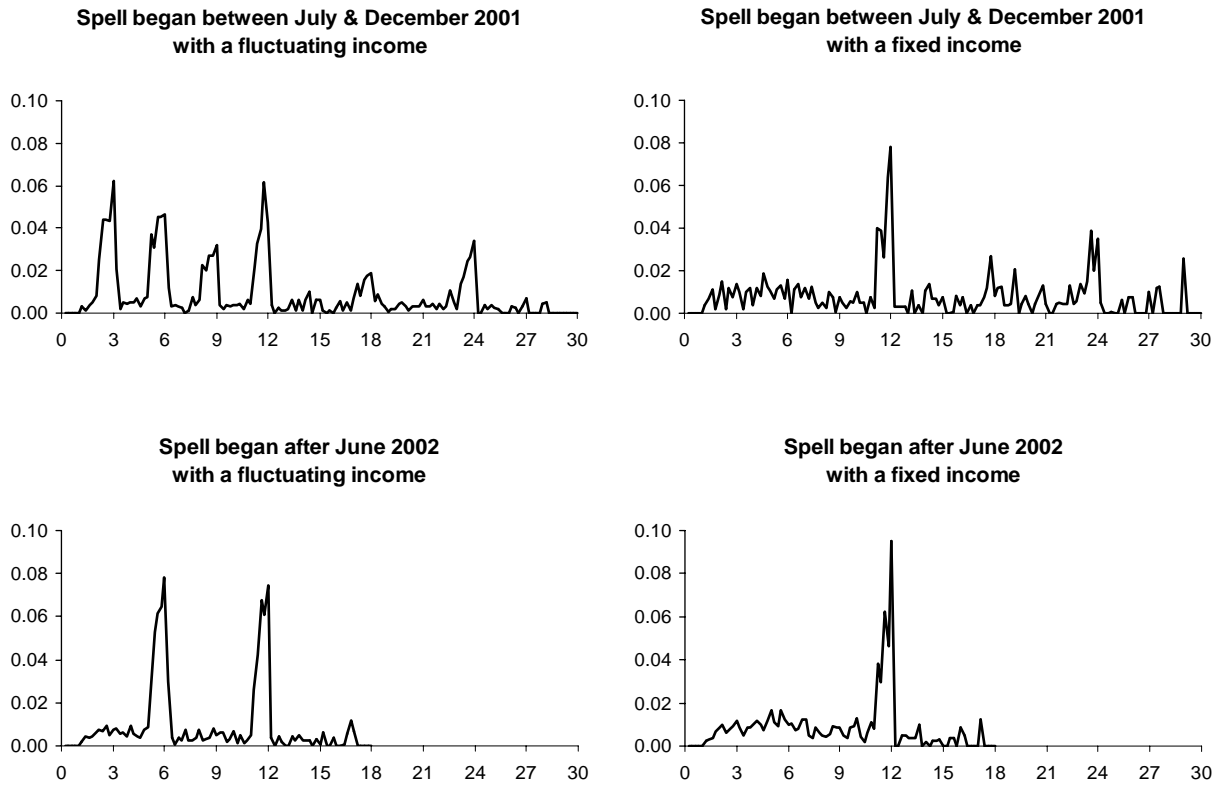 Spell began between July & December 2001
with a fluctuating income
0.10
0.08
0.06
0.04
0.02
0.00
0 3 6 9 12 15 18 21 24 27 30
Spell began between July & December 2001
with a fixed income
0.10
0.08
0.06
0.04
0.02
0.00
0 3 6 9 12 15 18 21 24 27 30
Spell began after June 2002
with a fluctuating income
0.10
0.08
0.06
0.04
0.02
0.00
0 3 6 9 12 15 18 21 24 27 30
Spell began after June 2002
with a fixed income
0.10
0.08
0.06
0.04
0.02
0.00
0 3 6 9 12 15 18 21 24 27 30